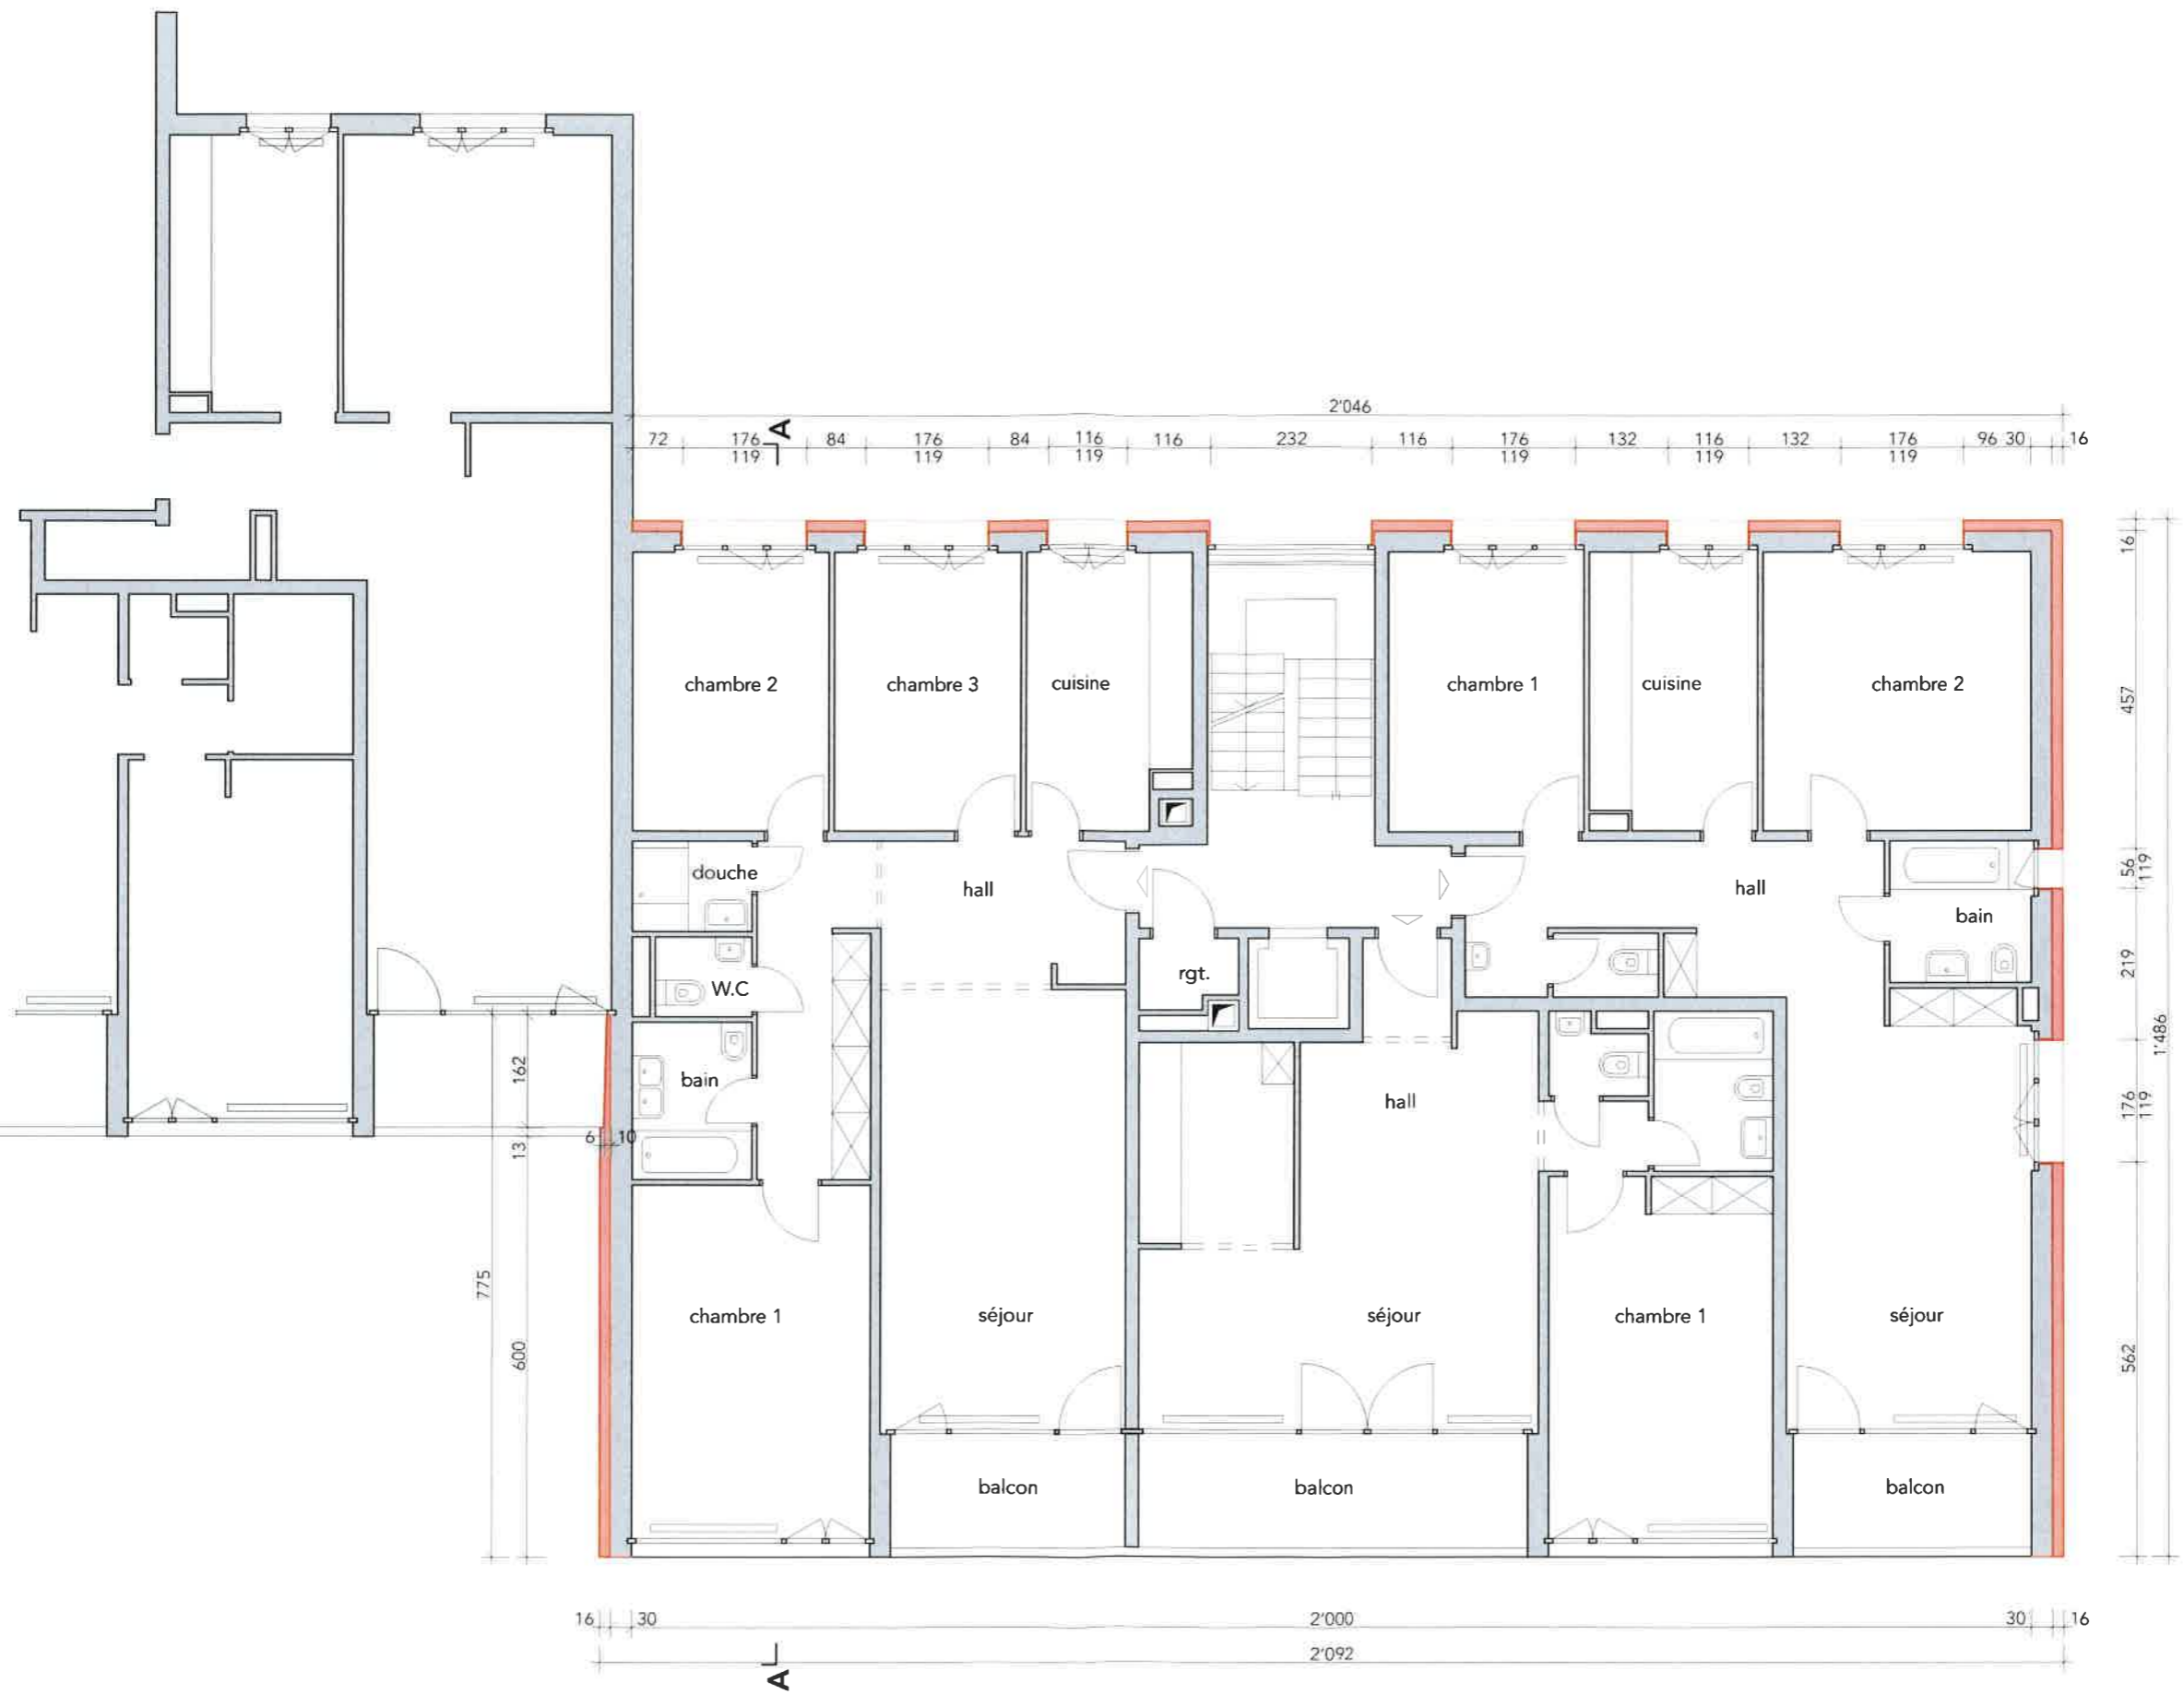 2'046
72 176 A 84 176 84 116 116 232 116 176 132 116 132 176 96 30 16
119 119 119 119 119 119
16
chambre 2 chambre 3 cuisine chambre 1 cuisine chambre 2
457
douche
hall hall
56
119
bain
W.C
rgt.
219
1'486
bain
162
hall
176
119
6 10
13
775
chambre 1 séjour séjour chambre 1 séjour
600
562
balcon balcon balcon
16 30 2'000 30 16
2'092
A